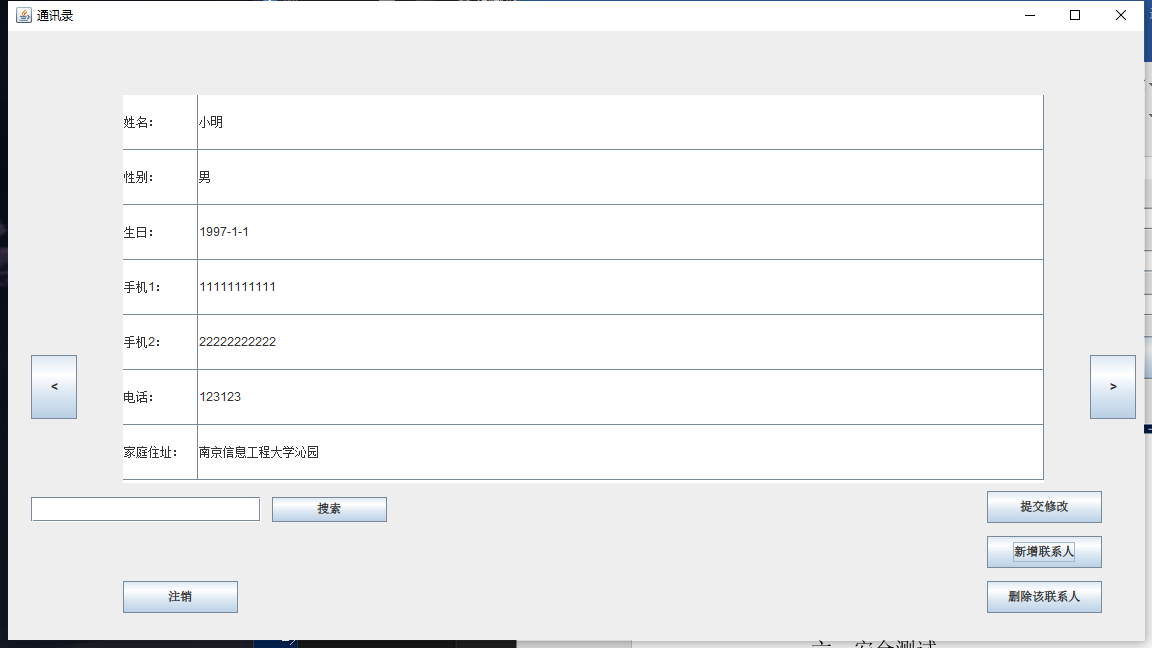 通讯录
姓名： 小明
性别： 男
生日： 1997-1-1
手机1： 11111111111
手机2： 22222222222
电话： 123123
家庭住址： 南京信息工程大学沁园
<
>
搜索
提交修改
新增联系人
注销
删除该联系人